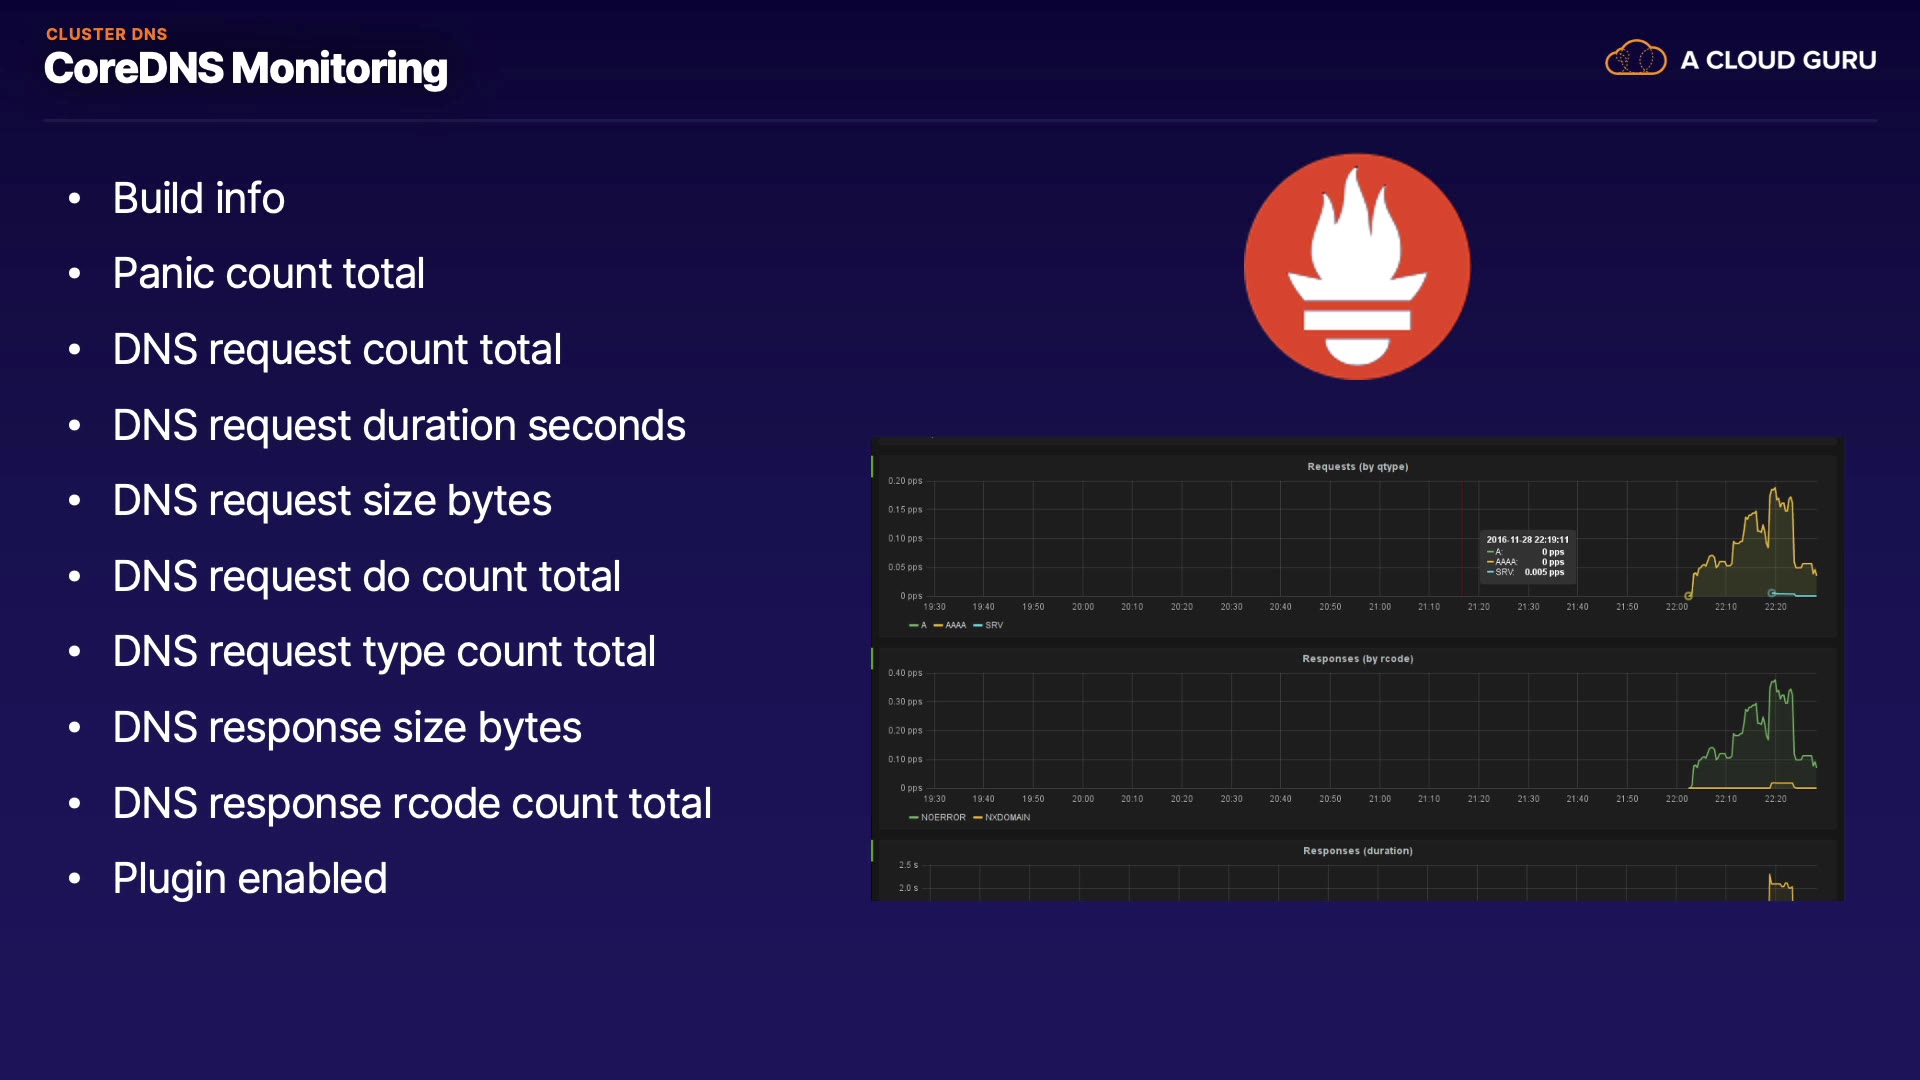 CLUSTER DNS
CoreDNS Monitoring
A CLOUD GURU
• Build info
• Panic count total
• DNS request count total
• DNS request duration seconds
• DNS request size bytes
• DNS request do count total
• DNS request type count total
• DNS response size bytes
• DNS response rcode count total
• Plugin enabled
Requests (by qtype)
0.20 pps
0.15 pps
0.10 pps
0.05 pps
0 pps
2016-11-28 22:19:11
A: 0 pps
AAAA: 0 pps
SRV: 0.005 pps
19:30 19:40 19:50 20:00 20:10 20:20 20:30 20:40 20:50 21:00 21:10 21:20 21:30 21:40 21:50 22:00 22:10 22:20
A AAAA SRV
Responses (by rcode)
0.40 pps
0.30 pps
0.20 pps
0.10 pps
0 pps
19:30 19:40 19:50 20:00 20:10 20:20 20:30 20:40 20:50 21:00 21:10 21:20 21:30 21:40 21:50 22:00 22:10 22:20
NOERROR NXDOMAIN
Responses (duration)
2.5 s
2.0 s